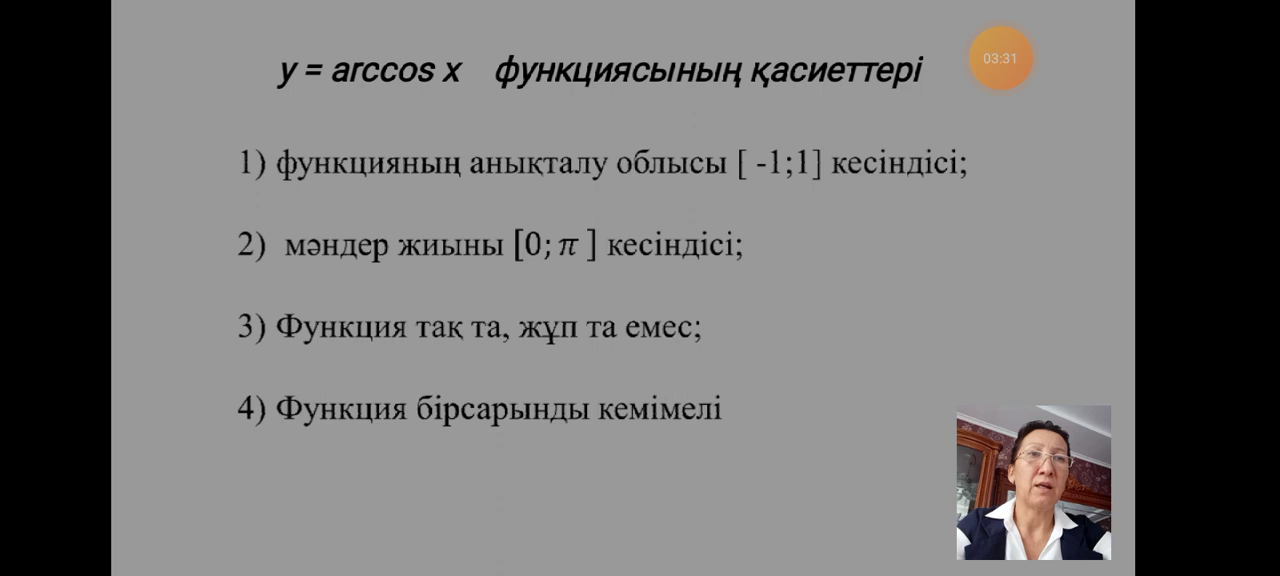 y = arccos x функциясының қасиеттері
03:31
1) функцияның анықталу облысы [ -1;1] кесіндісі;
2) мәндер жиыны [0; π ] кесіндісі;
3) Функция тақ та, жұп та емес;
4) Функция бірсарынды кемімелі